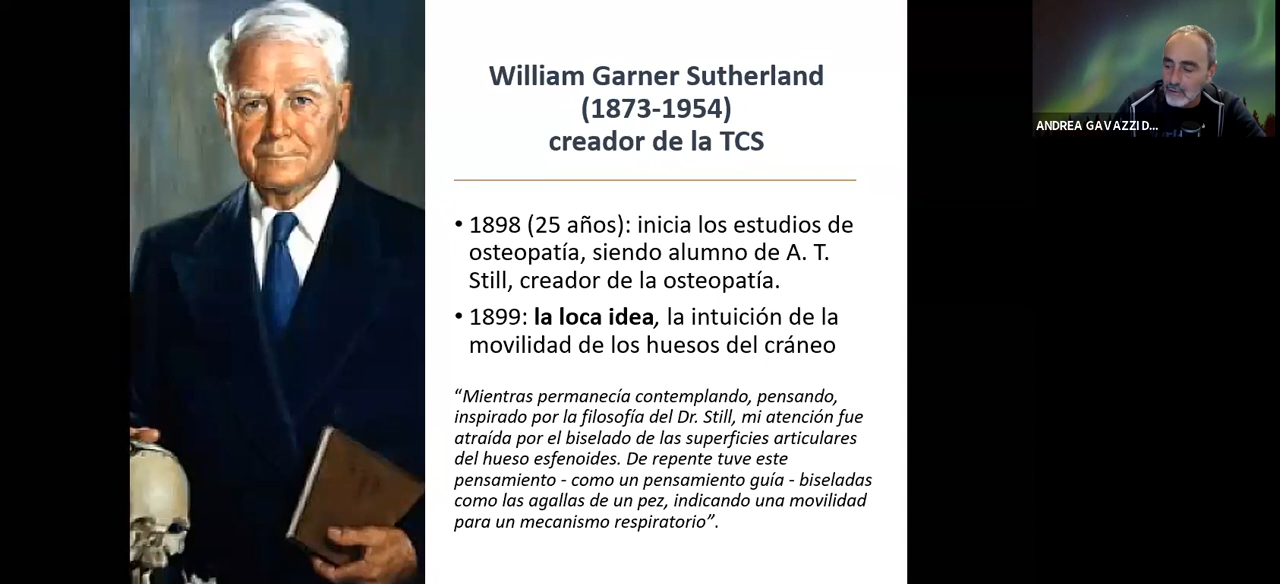 William Garner Sutherland
(1873-1954)
creador de la TCS
• 1898 (25 años): inicia los estudios de
osteopatía, siendo alumno de A. T.
Still, creador de la osteopatía.
• 1899: la loca idea, la intuición de la
movilidad de los huesos del cráneo
“Mientras permanecía contemplando, pensando,
inspirado por la filosofía del Dr. Still, mi atención fue
atraída por el biselado de las superficies articulares
del hueso esfenoides. De repente tuve este
pensamiento - como un pensamiento guía - biseladas
como las agallas de un pez, indicando una movilidad
para un mecanismo respiratorio”.
ANDREA GAVAZZI D...